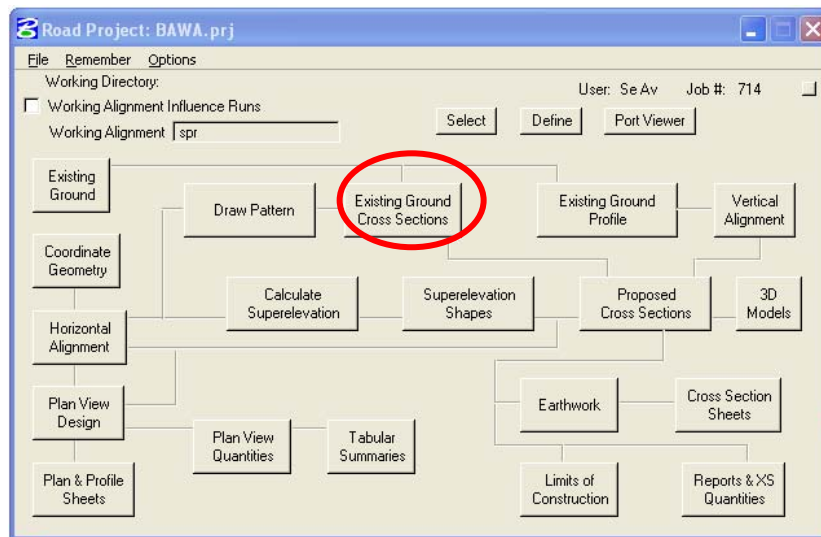 Road Project: BAWA.prj
File Remember Options
Working Directory:
User: Se Av Job #: 714
Working Alignment Influence Runs
Working Alignment spr
Select Define Port Viewer
Existing
Ground
Draw Pattern
Existing Ground
Cross Sections
Existing Ground
Profile
Vertical
Alignment
Coordinate
Geometry
Calculate
Superelevation
Superelevation
Shapes
Proposed
Cross Sections
3D
Models
Horizontal
Alignment
Plan View
Design
Earthwork
Cross Section
Sheets
Plan View
Quantities
Tabular
Summaries
Plan & Profile
Sheets
Limits of
Construction
Reports & XS
Quantities